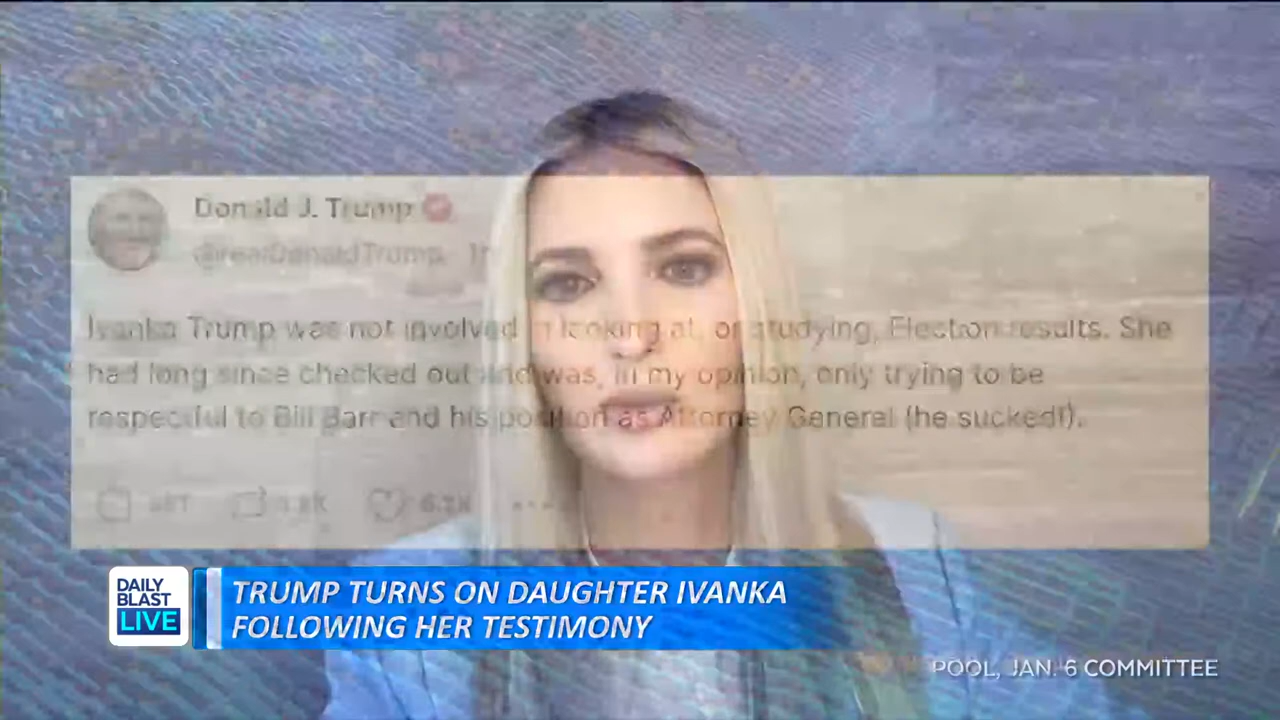 Donald J. Trump
@realDonaldTrump
Ivanka Trump was not involved in looking at, or studying, Election results. She
had long since checked out and was, in my opinion, only trying to be
respectful to Bill Barr and his position as Attorney General (he sucked!).
DAILY
BLAST
LIVE
TRUMP TURNS ON DAUGHTER IVANKA
FOLLOWING HER TESTIMONY
POOL, JAN. 6 COMMITTEE